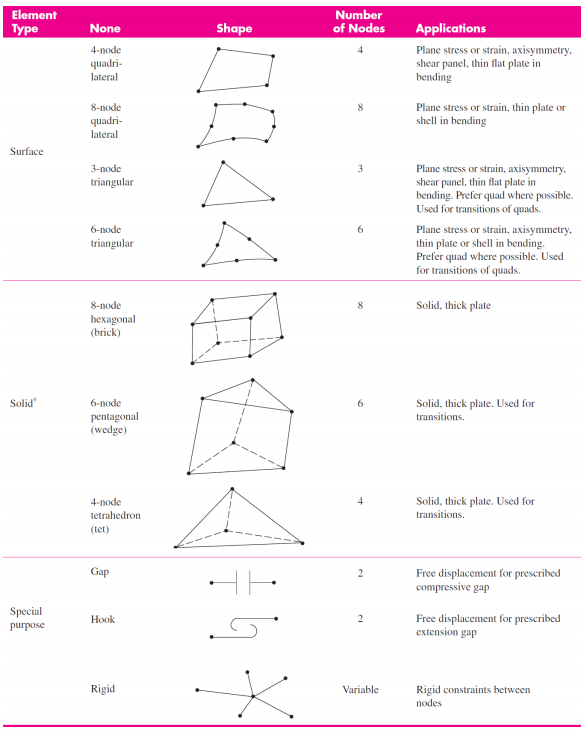 Element Type None Shape Number of Nodes Applications
Surface
4-node quadri- lateral
4
Plane stress or strain, axisymmetry,
shear panel, thin flat plate in
bending
8-node
quadri-
lateral
8
Plane stress or strain, thin plate or
shell in bending
3-node
triangular
3
Plane stress or strain, axisymmetry,
shear panel, thin flat plate in
bending. Prefer quad where possible.
Used for transitions of quads.
6-node
triangular
6
Plane stress or strain, axisymmetry,
thin plate or shell in bending.
Prefer quad where possible. Used
for transitions of quads.
Solid†
8-node
hexagonal
(brick)
8
Solid, thick plate
6-node
pentagonal
(wedge)
6
Solid, thick plate. Used for
transitions.
4-node
tetrahedron
(tet)
4
Solid, thick plate. Used for
transitions.
Special
purpose
Gap
2
Free displacement for prescribed
compressive gap
Hook
2
Free displacement for prescribed
extension gap
Rigid
Variable
Rigid constraints between
nodes